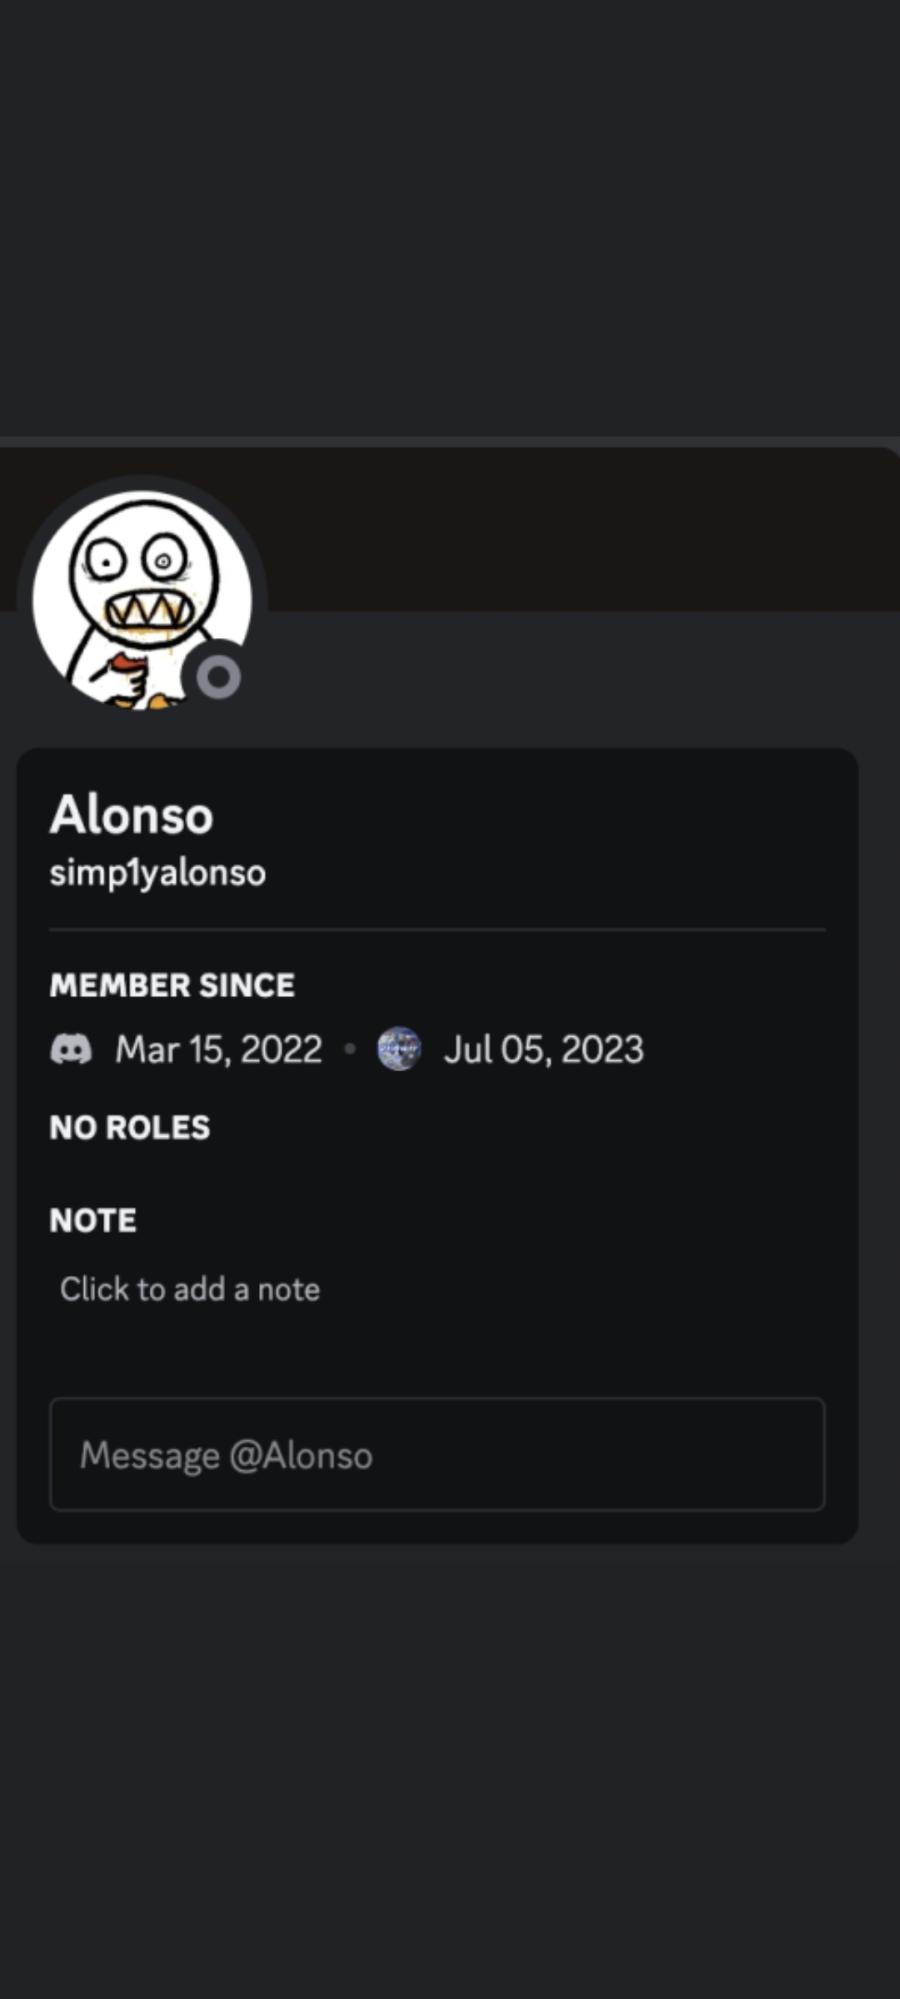 Alonso
simp1yalonso
MEMBER SINCE
Mar 15, 2022 • Jul 05, 2023
NO ROLES
NOTE
Click to add a note
Message @Alonso